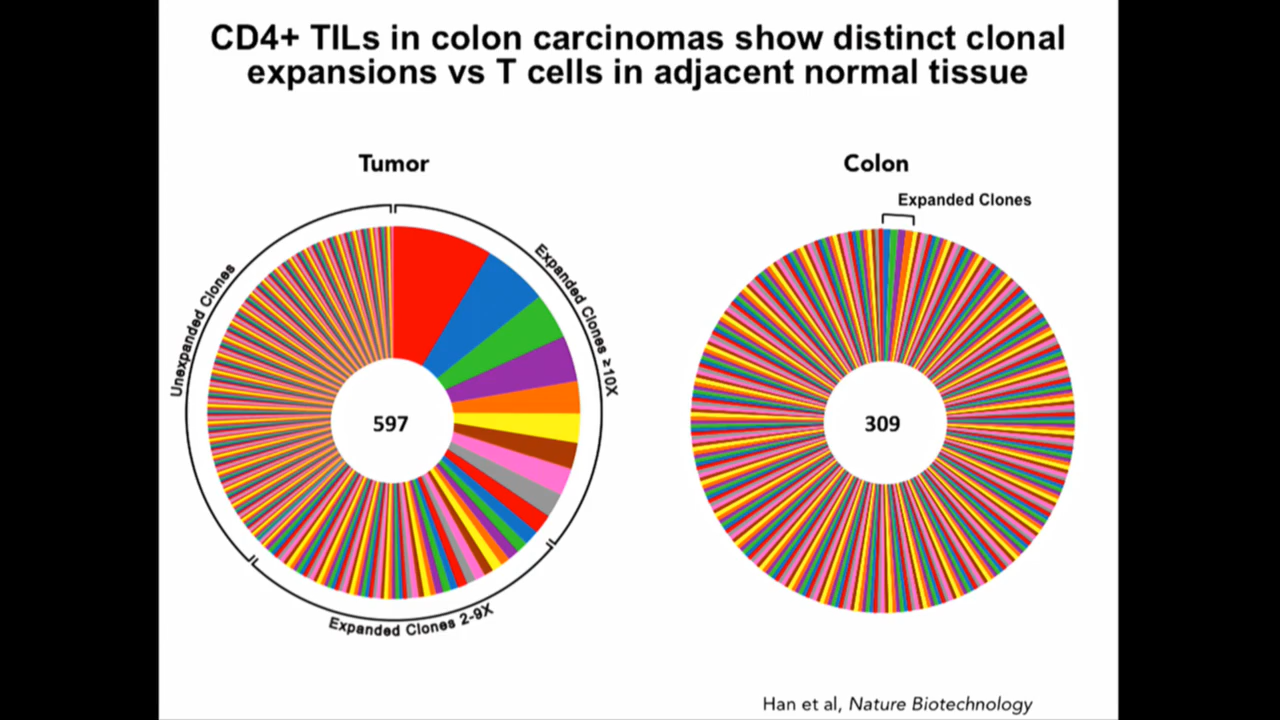 CD4+ TILs in colon carcinomas show distinct clonal
expansions vs T cells in adjacent normal tissue
Tumor
Colon
Expanded Clones
Expanded Clones ≥10X
Unexpanded Clones
597
309
Expanded Clones 2-9X
Han et al, Nature Biotechnology